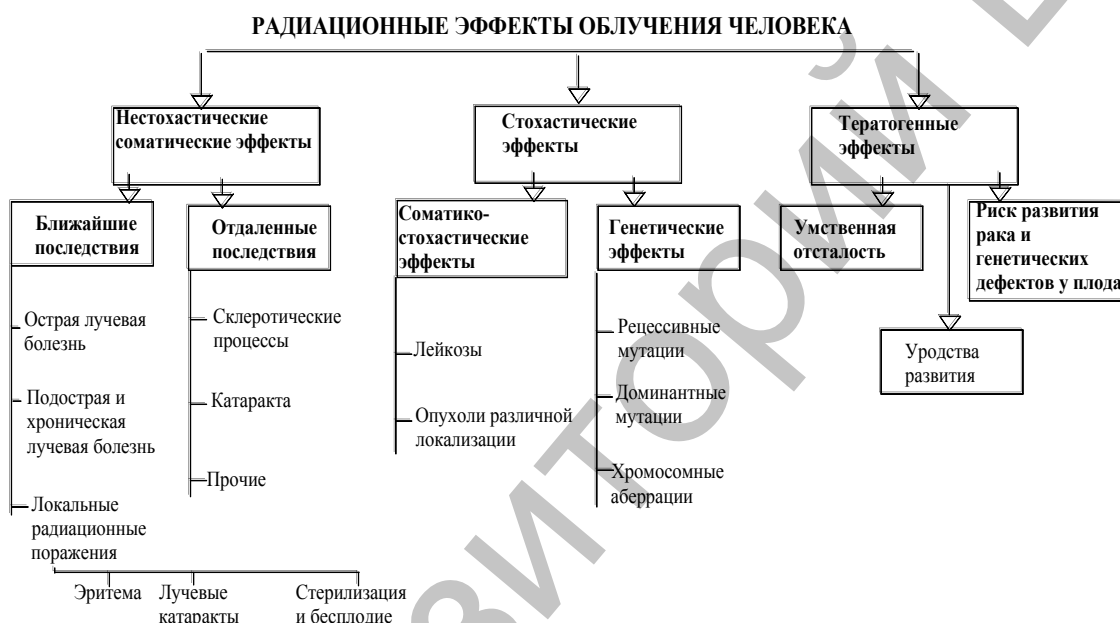 РАДИАЦИОННЫЕ ЭФФЕКТЫ ОБЛУЧЕНИЯ ЧЕЛОВЕКА
Нестохастические
соматические эффекты
Стохастические
эффекты
Тератогенные
эффекты
Ближайшие
последствия
Отдаленные
последствия
Соматико-
стохастические
эффекты
Генетические
эффекты
Умственная
отсталость
Риск развития
рака и
генетических
дефектов у плода
Острая лучевая
болезнь
Подострая и
хроническая
лучевая болезнь
Локальные
радиационные
поражения
Склеротические
процессы
Катаракта
Прочие
Лейкозы
Опухоли различной
локализации
Рецессивные
мутации
Доминантные
мутации
Хромосомные
аберрации
Уродства
развития
Эритема
Лучевые
катаракты
Стерилизация
и бесплодие